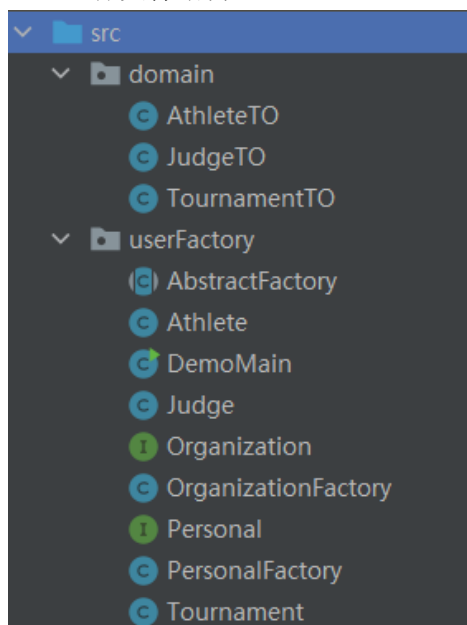 src
domain
AthleteTO
JudgeTO
TournamentTO
userFactory
AbstractFactory
Athlete
DemoMain
Judge
Organization
OrganizationFactory
Personal
PersonalFactory
Tournament